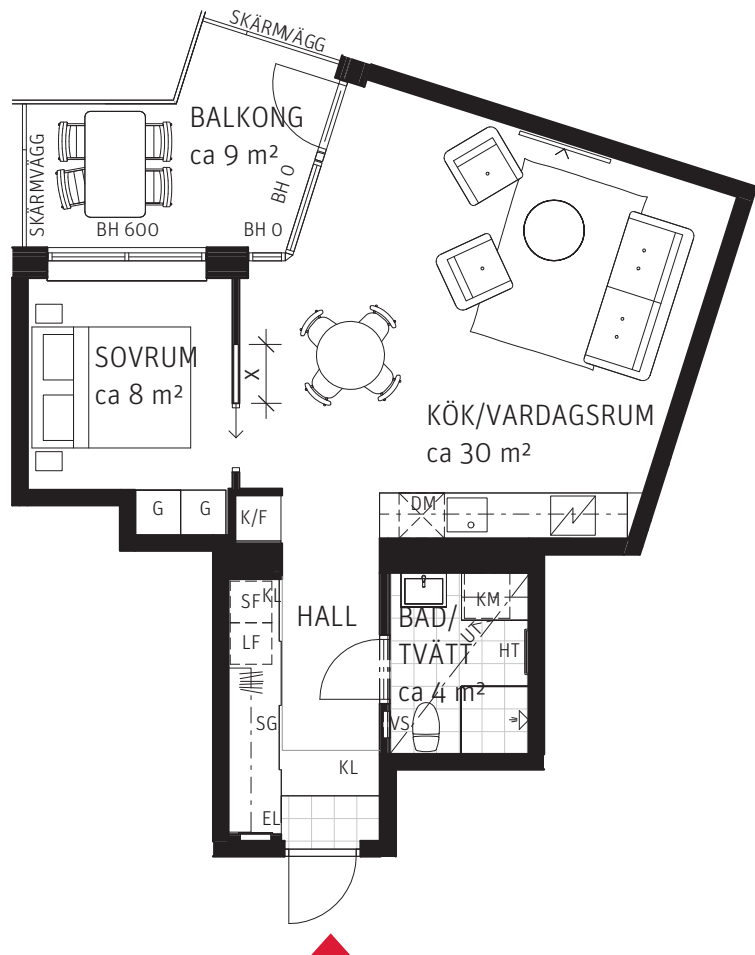 SKÄRMVÄGG
BALKONG
ca 9 m²
SKÄRMVÄGG
BH 0
BH 600
BH 0
SOVRUM
ca 8 m²
X
KÖK/VARDAGSRUM
ca 30 m²
G
G
K/F
DM
SF
KL
HALL
BAD/
TVÄTT
ca 4 m²
KM
UT
HT
LF
SG
VS
KL
EL